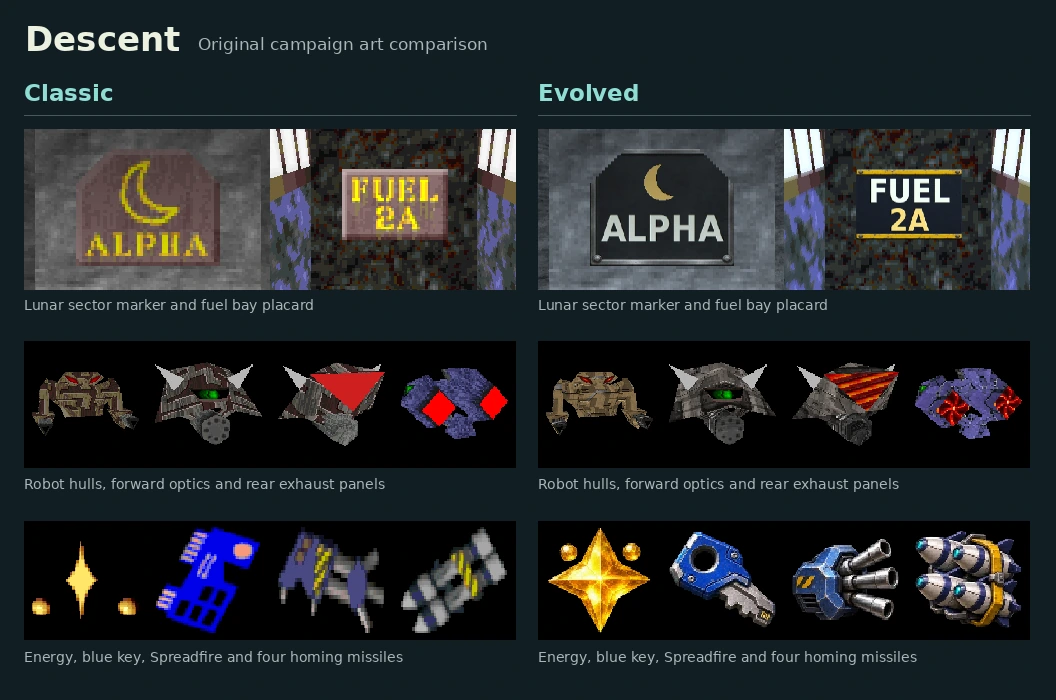 Descent Original campaign art comparison
Classic
ALPHA
FUEL
2A
Lunar sector marker and fuel bay placard
Robot hulls, forward optics and rear exhaust panels
Energy, blue key, Spreadfire and four homing missiles
Evolved
ALPHA
FUEL
2A
Lunar sector marker and fuel bay placard
Robot hulls, forward optics and rear exhaust panels
Energy, blue key, Spreadfire and four homing missiles